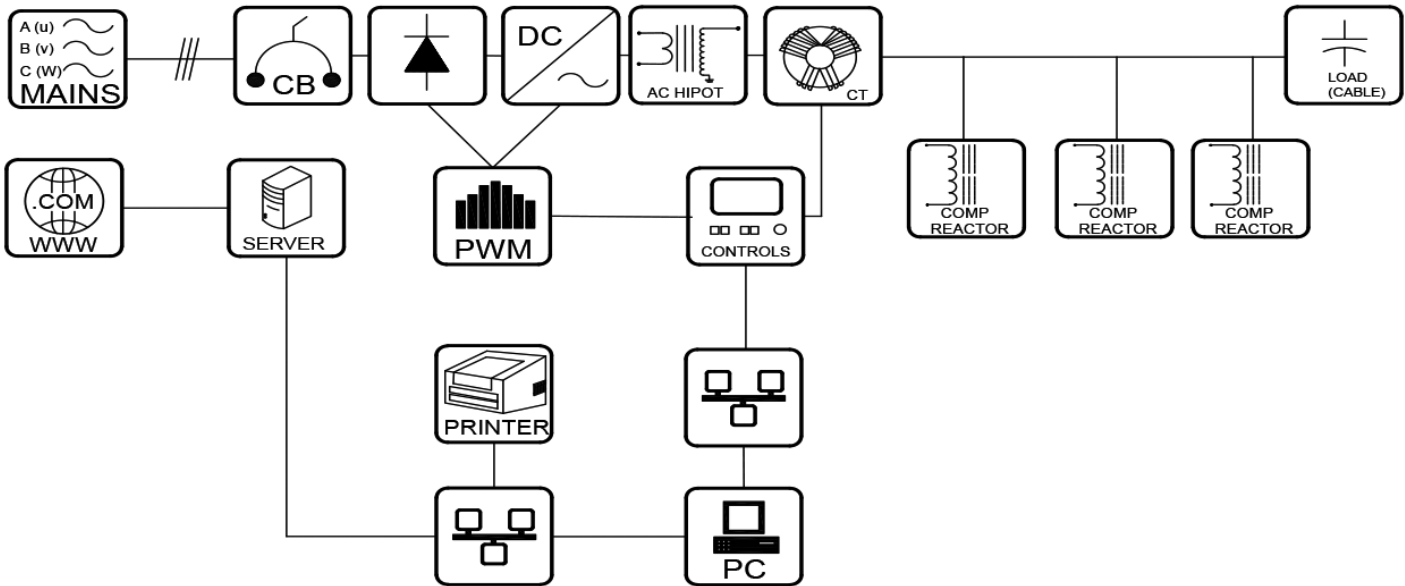 A (u)
B (v)
C (W)
MAINS
CB
DC
AC HIPOT
CT
LOAD
(CABLE)
.COM
WWW
SERVER
PWM
CONTROLS
COMP
REACTOR
COMP
REACTOR
COMP
REACTOR
PRINTER
PC